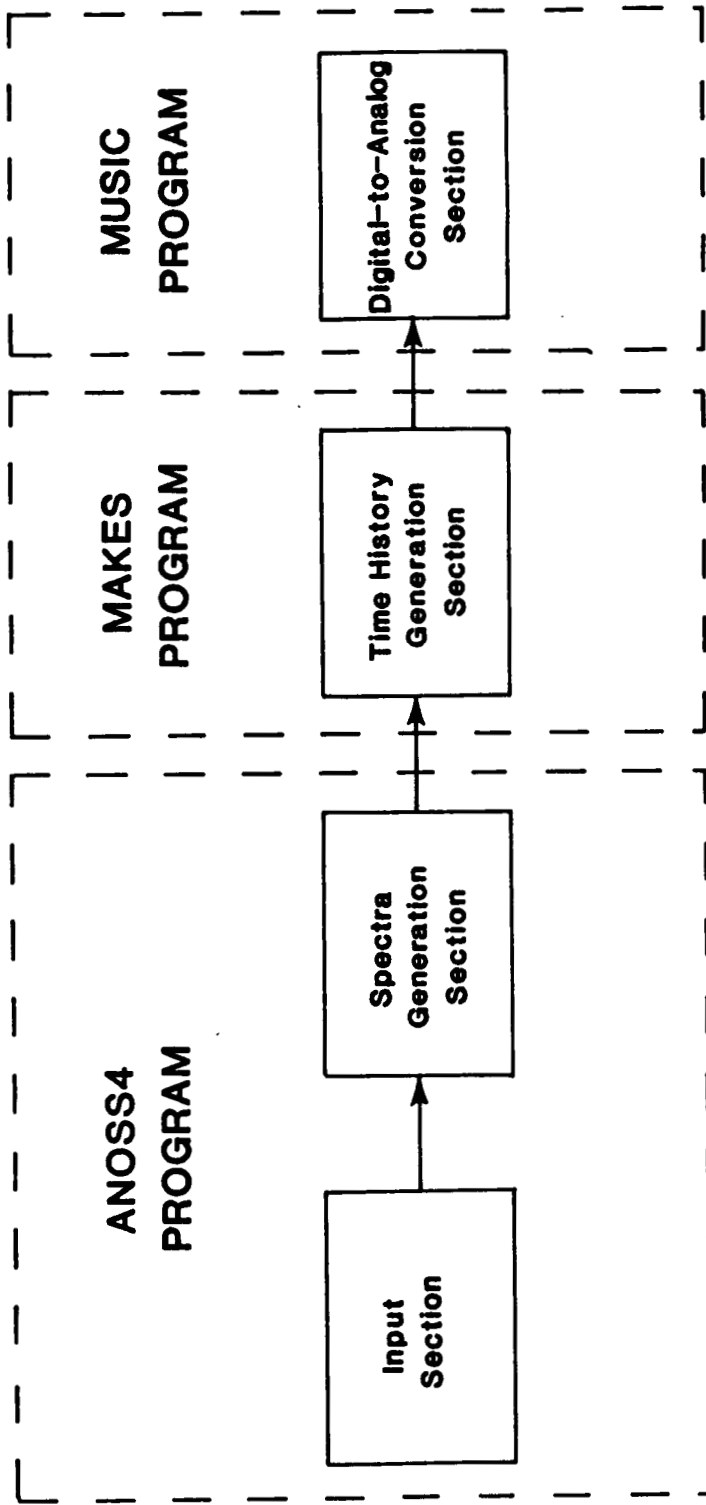 ANOSS4
PROGRAM
Input
Section
Spectra
Generation
Section
MAKES
PROGRAM
Time History
Generation
Section
MUSIC
PROGRAM
Digital-to-Analog
Conversion
Section